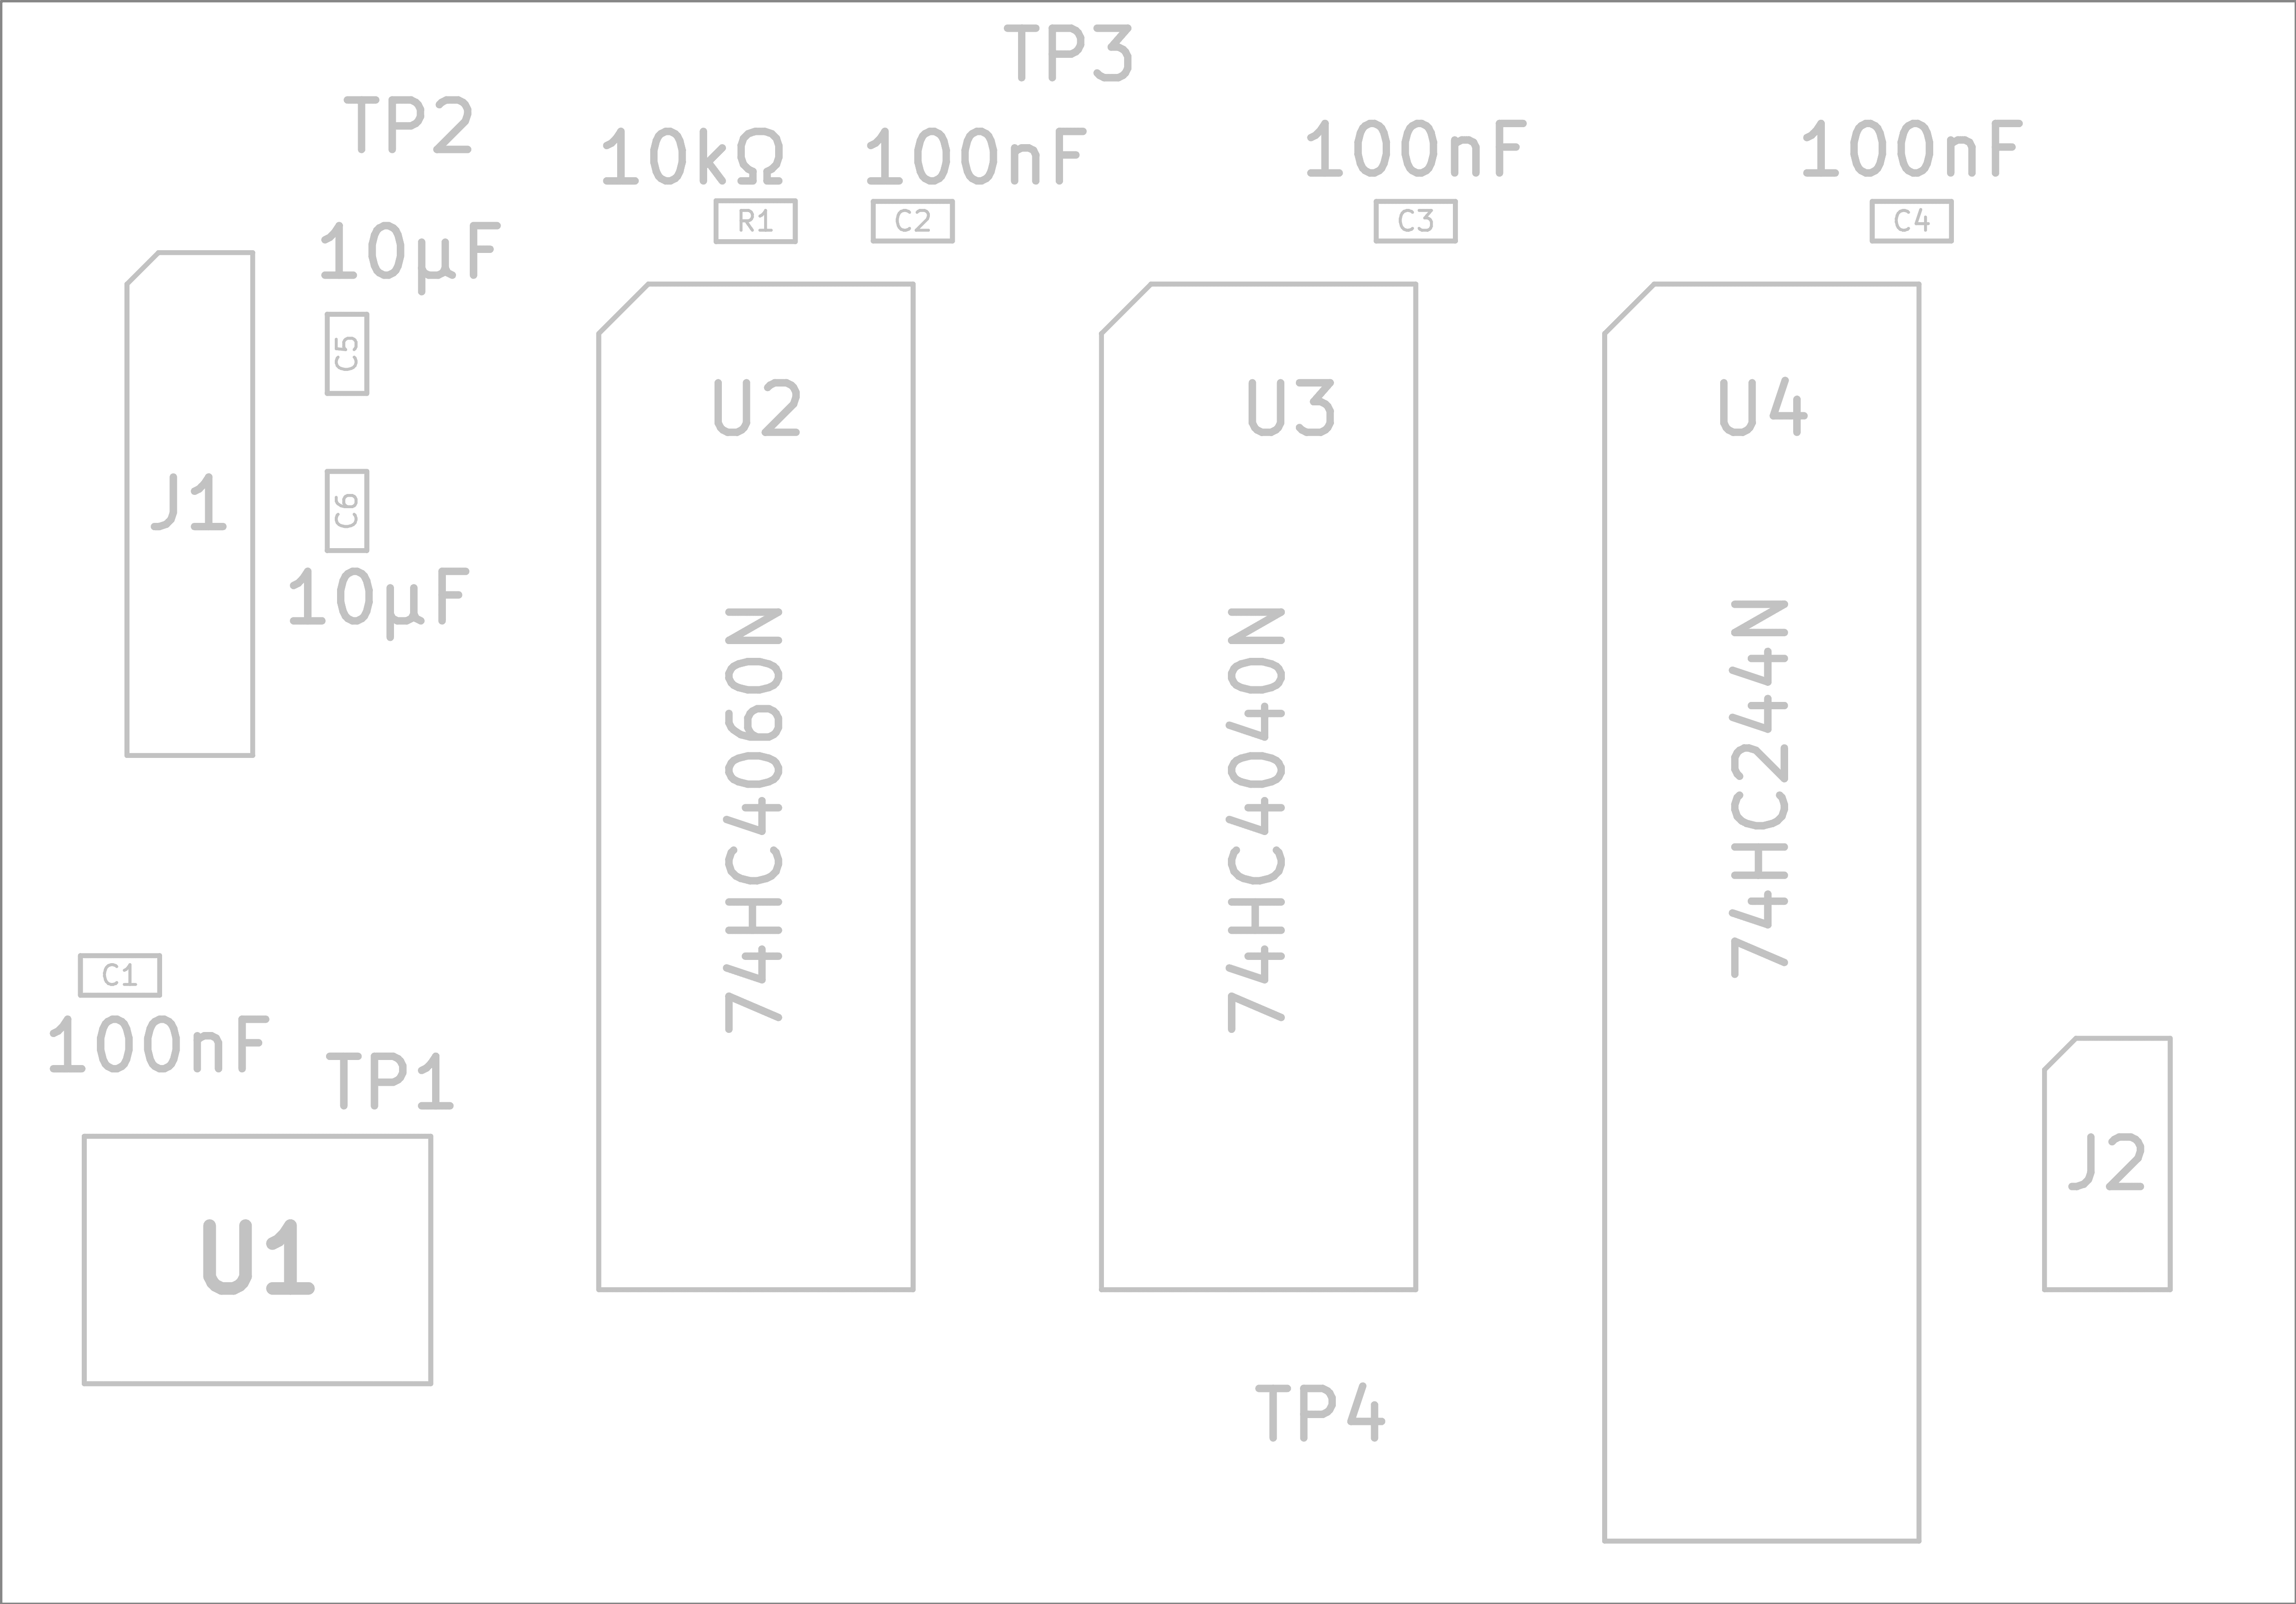 TP3
TP2
10kΩ
100nF
100nF
100nF
R1
C2
C3
C4
10µF
C5
U2
U3
U4
J1
C6
10µF
74HC4060N
74HC4040N
74HC244N
C1
100nF
TP1
J2
U1
TP4